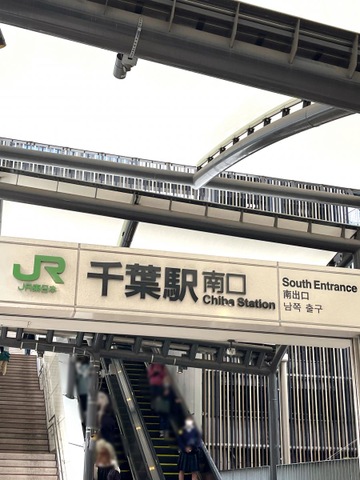 JR
JR東日本
千葉駅 南口
Chiba Station
South Entrance
南出口
남쪽 출구